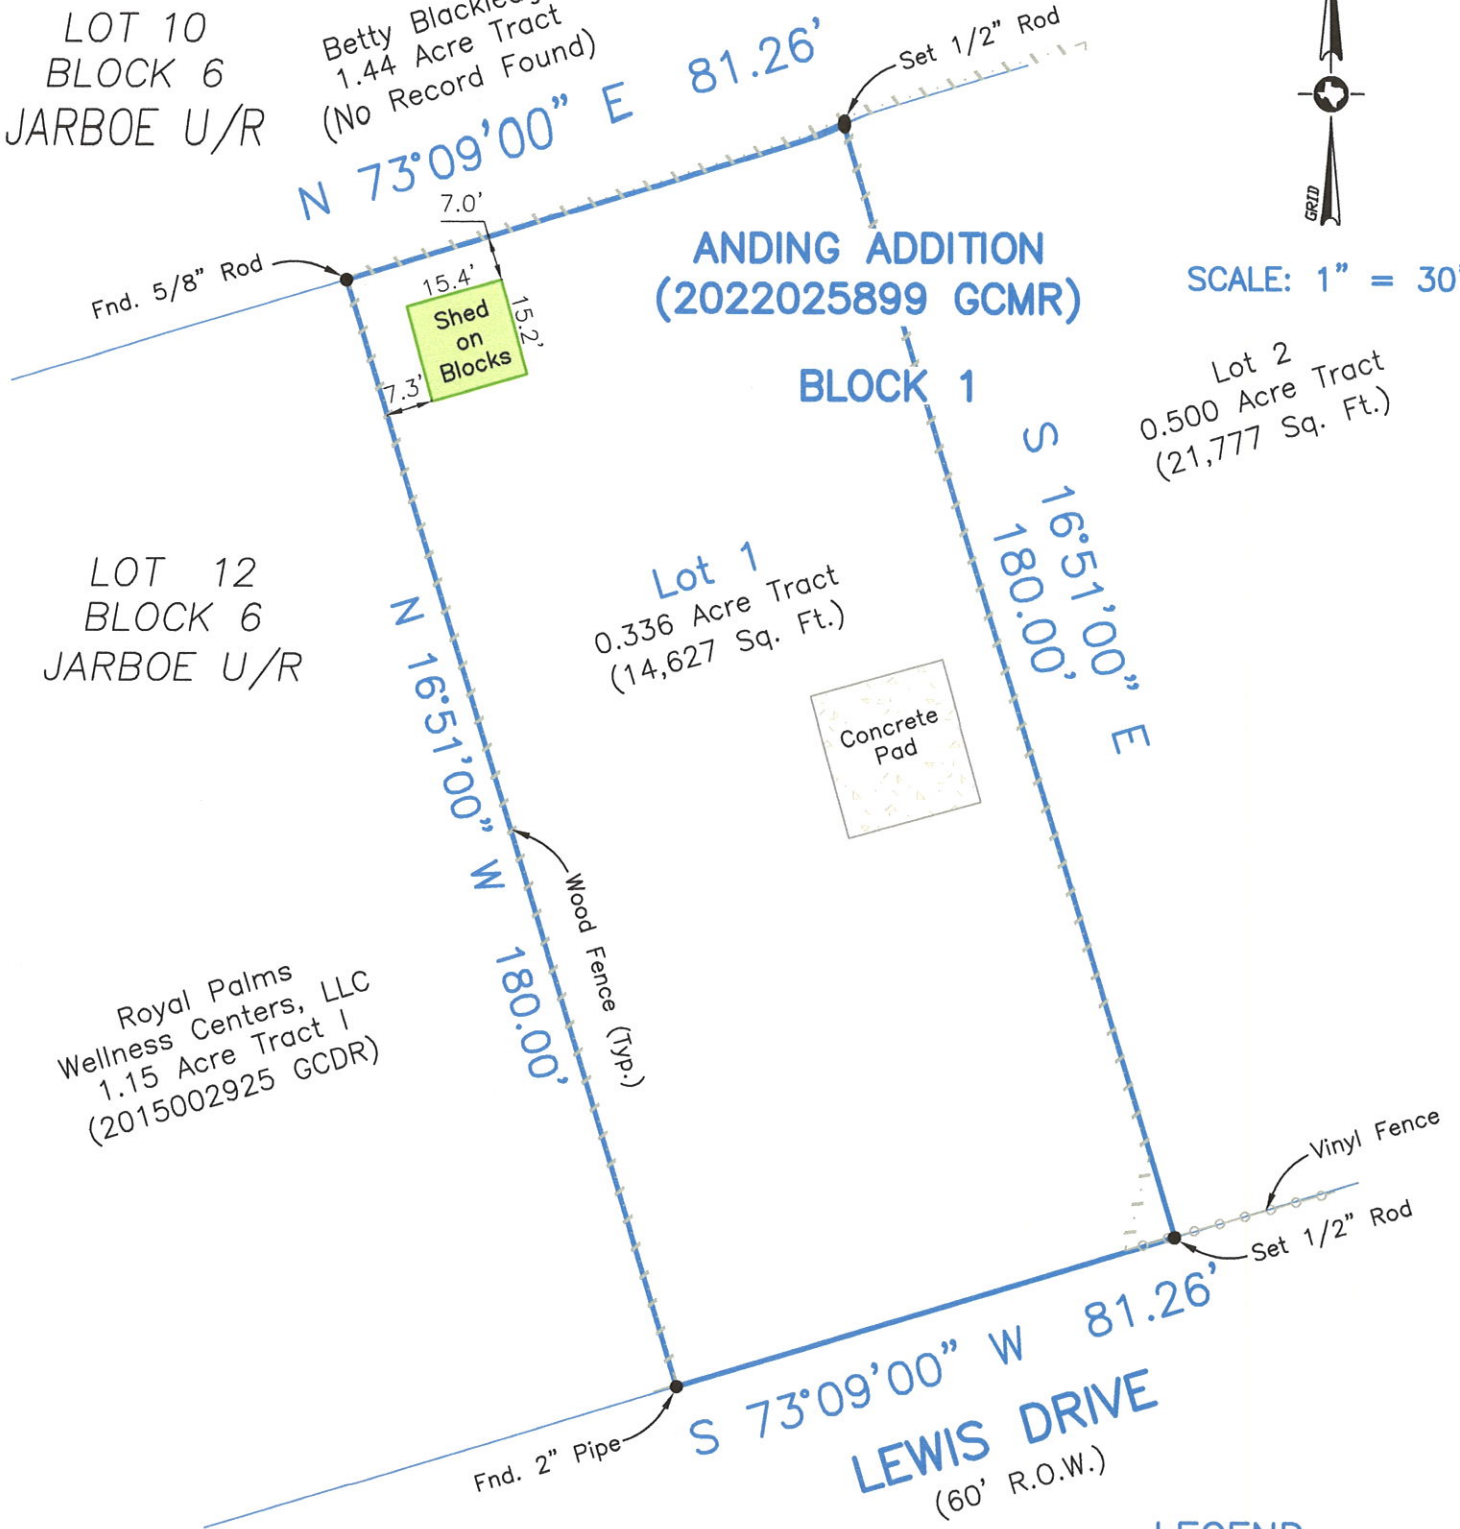 LOT 10
BLOCK 6
JARBOE U/R
Betty
1.44 Acre Tract
(No Record Found)
N 73°09'00" E 81.26'
Set 1/2" Rod
GRID
SCALE: 1" = 30'
Fnd. 5/8" Rod
7.0'
15.4'
15.2'
Shed
on
Blocks
7.3'
ANDING ADDITION
(2022025899 GCMR)
BLOCK 1
Lot 2
0.500 Acre Tract
(21,777 Sq. Ft.)
S 16°51'00" E
180.00'
Lot 1
0.336 Acre Tract
(14,627 Sq. Ft.)
LOT 12
BLOCK 6
JARBOE U/R
N 16°51'00" W 180.00'
Concrete
Pad
Wood Fence (Typ.)
Royal Palms
Wellness Centers, LLC
1.15 Acre Tract I
(2015002925 GCDR)
Vinyl Fence
Set 1/2" Rod
S 73°09'00" W 81.26'
Fnd. 2" Pipe
LEWIS DRIVE
(60' R.O.W.)
LEGEND